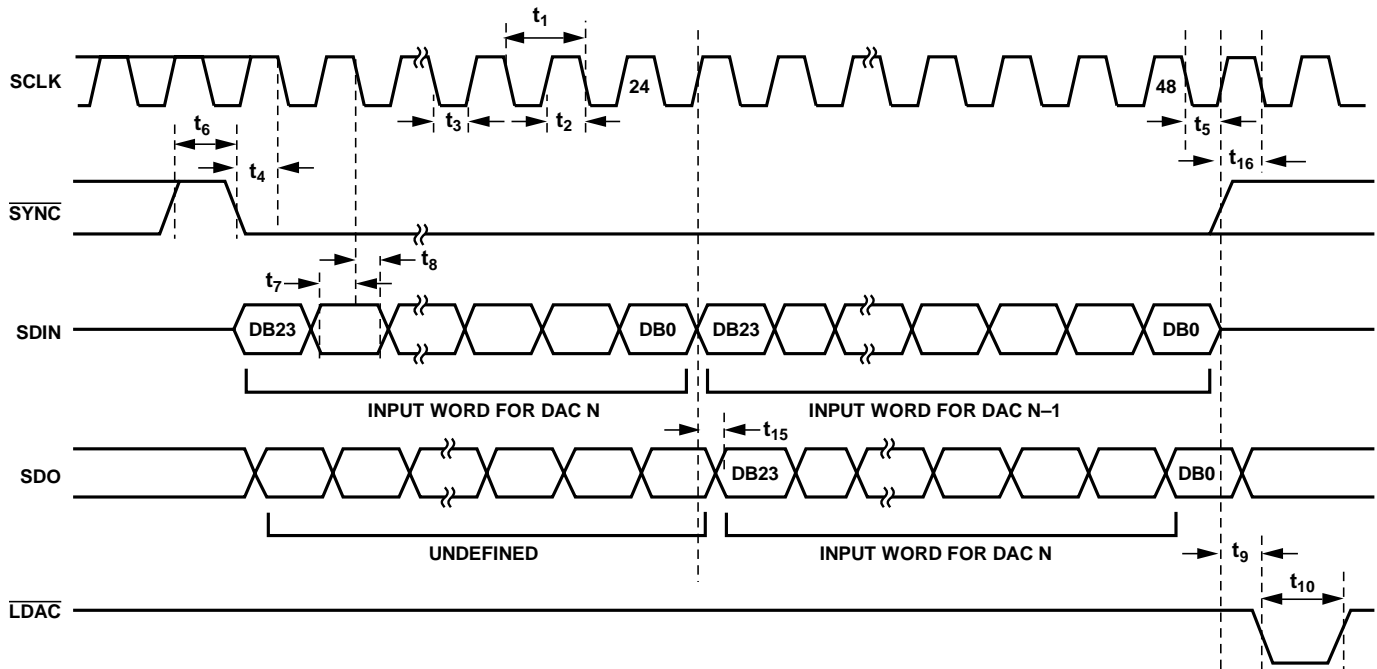 t1
SCLK
24
48
t3
t2
t5
t6
t4
t16
SYNC
t8
t7
SDIN
DB23
DB0
DB23
DB0
INPUT WORD FOR DAC N
INPUT WORD FOR DAC N–1
t15
SDO
DB23
DB0
UNDEFINED
INPUT WORD FOR DAC N
t9
t10
LDAC